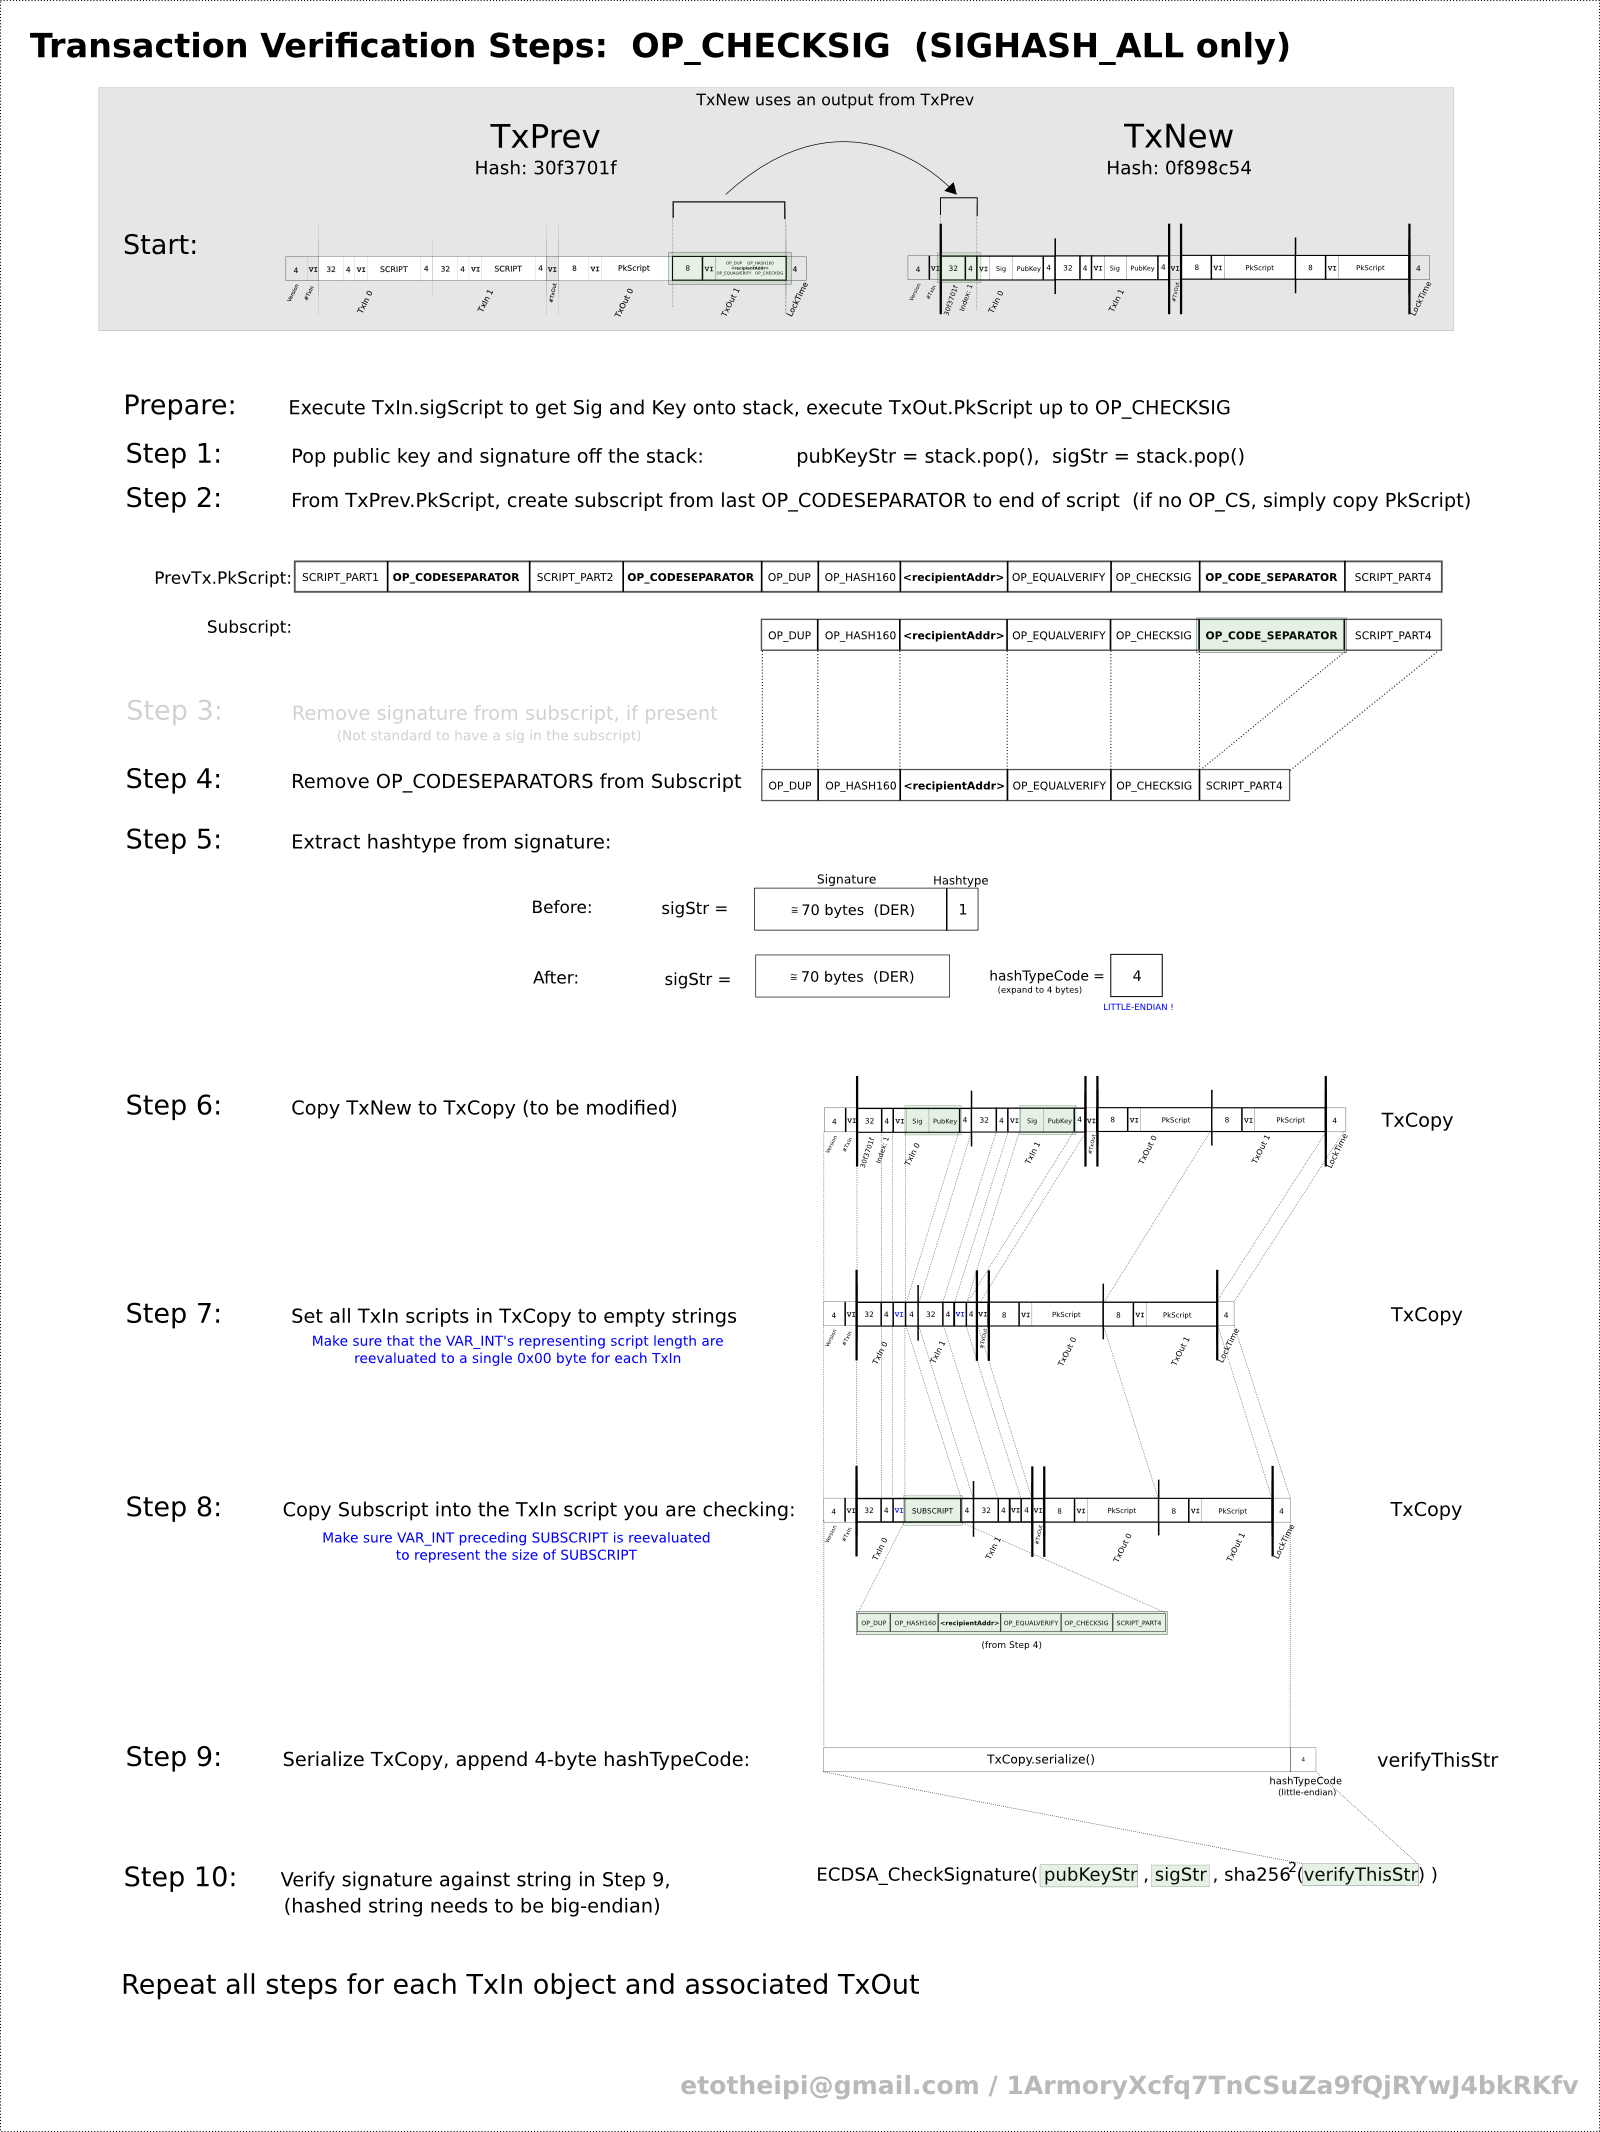 Transaction Verification Steps:  OP_CHECKSIG  (SIGHASH_ALL only)
TxNew uses an output from TxPrev
TxPrev
TxNew
Hash: 30f3701f
Hash: 0f898c54
Start:
4 VI 32 4 VI SCRIPT 4 32 4 VI SCRIPT 4 VI 8 VI PkScript 8 VI OP_DUP OP_HASH160 <recipientAddr> OP_EQUALVERIFY OP_CHECKSIG 4
Version #TxIn TxIn 0 TxIn 1 #TxOut TxOut 0 TxOut 1 LockTime
4 VI 32 4 VI Sig PubKey 4 32 4 VI Sig PubKey 4 VI 8 VI PkScript 8 VI PkScript 4
Version #TxIn 30f3701f Index: 1 TxIn 0 TxIn 1 #TxOut LockTime
Prepare: Execute TxIn.sigScript to get Sig and Key onto stack, execute TxOut.PkScript up to OP_CHECKSIG
Step 1: Pop public key and signature off the stack: pubKeyStr = stack.pop(),  sigStr = stack.pop()
Step 2: From TxPrev.PkScript, create subscript from last OP_CODESEPARATOR to end of script  (if no OP_CS, simply copy PkScript)
PrevTx.PkScript: SCRIPT_PART1 OP_CODESEPARATOR SCRIPT_PART2 OP_CODESEPARATOR OP_DUP OP_HASH160 <recipientAddr> OP_EQUALVERIFY OP_CHECKSIG OP_CODE_SEPARATOR SCRIPT_PART4
Subscript: OP_DUP OP_HASH160 <recipientAddr> OP_EQUALVERIFY OP_CHECKSIG OP_CODE_SEPARATOR SCRIPT_PART4
Step 3: Remove signature from subscript, if present
(Not standard to have a sig in the subscript)
Step 4: Remove OP_CODESEPARATORS from Subscript OP_DUP OP_HASH160 <recipientAddr> OP_EQUALVERIFY OP_CHECKSIG SCRIPT_PART4
Step 5: Extract hashtype from signature:
Signature Hashtype
Before: sigStr = ≅ 70 bytes  (DER) 1
After: sigStr = ≅ 70 bytes  (DER) hashTypeCode = 4
(expand to 4 bytes)
LITTLE-ENDIAN !
Step 6: Copy TxNew to TxCopy (to be modified) 4 VI 32 4 VI Sig PubKey 4 32 4 VI Sig PubKey 4 VI 8 VI PkScript 8 VI PkScript 4 TxCopy
Version #TxIn 30f3701f Index: 1 TxIn 0 TxIn 1 #TxOut TxOut 0 TxOut 1 LockTime
Step 7: Set all TxIn scripts in TxCopy to empty strings 4 VI 32 4 VI 4 32 4 VI 4 VI 8 VI PkScript 8 VI PkScript 4 TxCopy
Make sure that the VAR_INT's representing script length are
reevaluated to a single 0x00 byte for each TxIn
Version #TxIn TxIn 0 TxIn 1 #TxOut TxOut 0 TxOut 1 LockTime
Step 8: Copy Subscript into the TxIn script you are checking: 4 VI 32 4 VI SUBSCRIPT 4 32 4 VI 4 VI 8 VI PkScript 8 VI PkScript 4 TxCopy
Make sure VAR_INT preceding SUBSCRIPT is reevaluated
to represent the size of SUBSCRIPT
Version #TxIn TxIn 0 TxIn 1 #TxOut TxOut 0 TxOut 1 LockTime
OP_DUP OP_HASH160 <recipientAddr> OP_EQUALVERIFY OP_CHECKSIG SCRIPT_PART4
(from Step 4)
Step 9: Serialize TxCopy, append 4-byte hashTypeCode: TxCopy.serialize() 4 verifyThisStr
hashTypeCode
(little-endian)
Step 10: Verify signature against string in Step 9, ECDSA_CheckSignature( pubKeyStr , sigStr , sha256²(verifyThisStr) )
(hashed string needs to be big-endian)
Repeat all steps for each TxIn object and associated TxOut
etotheipi@gmail.com / 1ArmoryXcfq7TnCSuZa9fQjRYwJ4bkRKfv